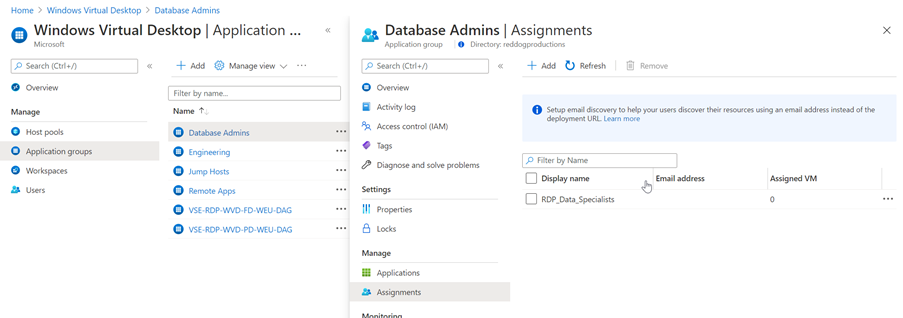 Home > Windows Virtual Desktop > Database Admins
Windows Virtual Desktop | Application ...
Microsoft
Search (Ctrl+/)
Overview
Manage
Host pools
Application groups
Workspaces
Users
Add
Manage view
Filter by name...
Name
Database Admins
Engineering
Jump Hosts
Remote Apps
VSE-RDP-WVD-FD-WEU-DAG
VSE-RDP-WVD-PD-WEU-DAG
Database Admins | Assignments
Application group | Directory: reddogproductions
Search (Ctrl+/)
Overview
Activity log
Access control (IAM)
Tags
Diagnose and solve problems
Settings
Properties
Locks
Manage
Applications
Assignments
Monitoring
Add Refresh Remove
Setup email discovery to help your users discover their resources using an email address instead of the
deployment URL. Learn more
Filter by Name
Display name Email address Assigned VM
RDP_Data_Specialists 0